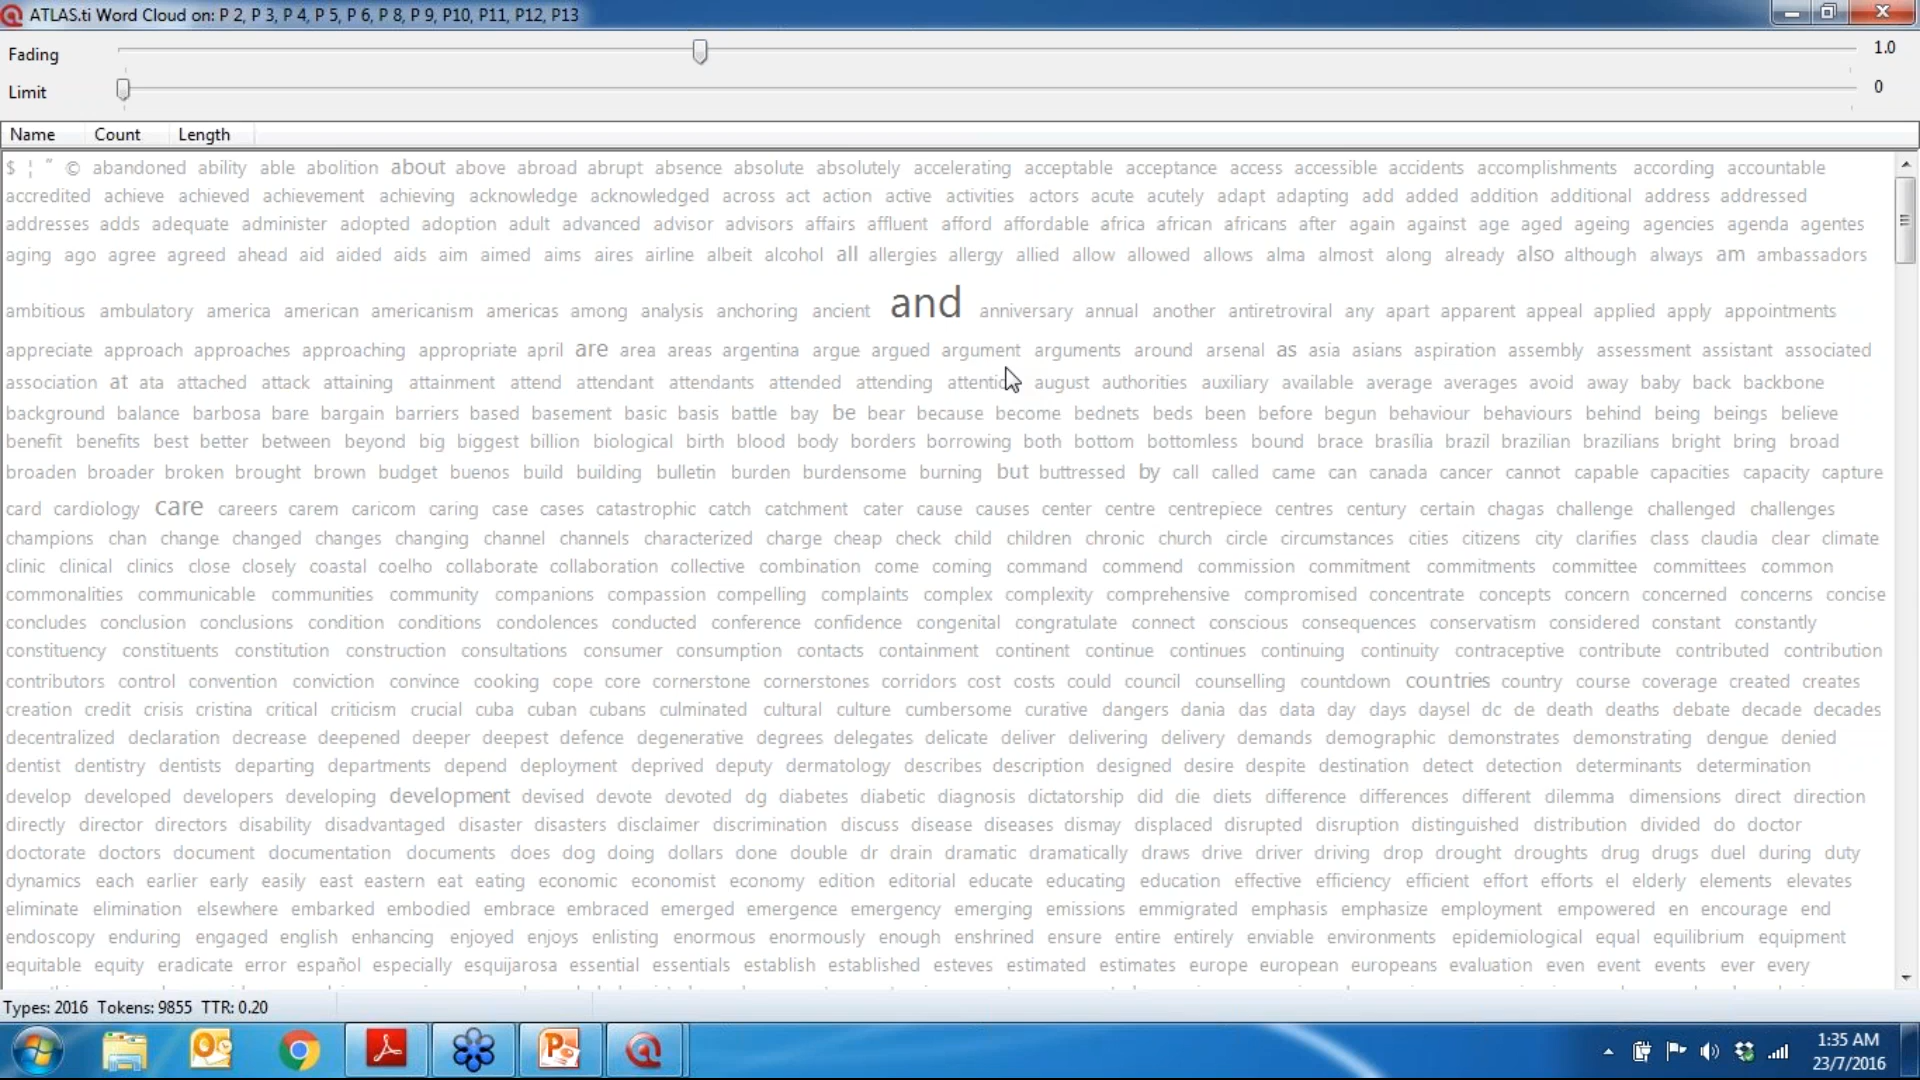 ATLAS.ti Word Cloud on: P 2, P 3, P 4, P 5, P 6, P 8, P 9, P10, P11, P12, P13
Fading 1.0
Limit 0
Name Count Length
$ ¦ “ © abandoned ability able abolition about above abroad abrupt absence absolute absolutely accelerating acceptable acceptance access accessible accidents accomplishments according accountable
accredited achieve achieved achievement achieving acknowledge acknowledged across act action active activities actors acute acutely adapt adapting add added addition additional address addressed
addresses adds adequate administer adopted adoption adult advanced advisor advisors affairs affluent afford affordable africa african africans after again against age aged ageing agencies agenda agentes
aging ago agree agreed ahead aid aided aids aim aimed aims aires airline albeit alcohol all allergies allergy allied allow allowed allows alma almost along already also although always am ambassadors
ambitious ambulatory america american americanism americas among analysis anchoring ancient and anniversary annual another antiretroviral any apart apparent appeal applied apply appointments
appreciate approach approaches approaching appropriate april are area areas argentina argue argued argument arguments around arsenal as asia asians aspiration assembly assessment assistant associated
association at ata attached attack attaining attainment attend attendant attendants attended attending august authorities auxiliary available average averages avoid away baby back backbone
background balance barbosa bare bargain barriers based basement basic basis battle bay be bear because become bednets beds been before begun behaviour behaviours behind being beings believe
benefit benefits best better between beyond big biggest billion biological birth blood body borders borrowing both bottom bottomless bound brace brasília brazil brazilian brazilians bright bring broad
broaden broader broken brought brown budget buenos build building bulletin burden burdensome burning but buttressed by call called came can canada cancer cannot capable capacities capacity capture
card cardiology care careers carem caricom caring case cases catastrophic catch catchment cater cause causes center centre centrepiece centres century certain chagas challenge challenged challenges
champions chan change changed changes changing channel channels characterized charge cheap check child children chronic church circle circumstances cities citizens city clarifies class claudia clear climate
clinic clinical clinics close closely coastal coelho collaborate collaboration collective combination come coming command commend commission commitment commitments committee committees common
commonalities communicable communities community companions compassion compelling complaints complex complexity comprehensive compromised concentrate concepts concern concerned concerns concise
concludes conclusion conclusions condition conditions condolences conducted conference confidence congenital congratulate connect conscious consequences conservatism considered constant constantly
constituency constituents constitution construction consultations consumer consumption contacts containment continent continue continues continuing continuity contraceptive contribute contributed contribution
contributors control convention conviction convince cooking cope core cornerstone cornerstones corridors cost costs could council counselling countdown countries country course coverage created creates
creation credit crisis cristina critical criticism crucial cuba cuban cubans culminated cultural culture cumbersome curative dangers dania das data day days daysel dc de death deaths debate decade decades
decentralized declaration decrease deepened deeper deepest defence degenerative degrees delegates delicate deliver delivering delivery demands demographic demonstrates demonstrating dengue denied
dentist dentistry dentists departing departments depend deployment deprived deputy dermatology describes description designed desire despite destination detect detection determinants determination
develop developed developers developing development devised devote devoted dg diabetes diabetic diagnosis dictatorship did die diets difference differences different dilemma dimensions direct direction
directly director directors disability disadvantaged disaster disasters disclaimer discrimination discuss disease diseases dismay displaced disrupted disruption distinguished distribution divided do doctor
doctorate doctors document documentation documents does dog doing dollars done double dr drain dramatic dramatically draws drive driver driving drop drought droughts drug drugs duel during duty
dynamics each earlier early easily east eastern eat eating economic economist economy edition editorial educate educating education effective efficiency efficient effort efforts el elderly elements elevates
eliminate elimination elsewhere embarked embodied embrace embraced emerged emergence emergency emerging emissions emmigrated emphasis emphasize employment empowered en encourage end
endoscopy enduring engaged english enhancing enjoyed enjoys enlisting enormous enormously enough enshrined ensure entire entirely enviable environments epidemiological equal equilibrium equipment
equitable equity eradicate error español especially esquijarosa essential essentials establish established esteves estimated estimates europe european europeans evaluation even event events ever every
Types: 2016 Tokens: 9855 TTR: 0.20
1:35 AM
23/7/2016